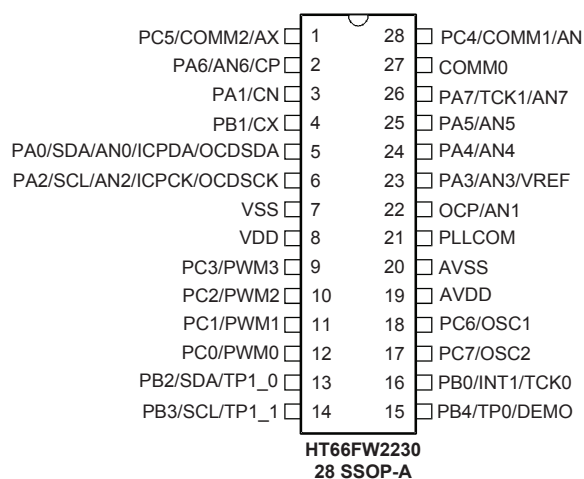 PC5/COMM2/AX 1 28 PC4/COMM1/AN
PA6/AN6/CP 2 27 COMM0
PA1/CN 3 26 PA7/TCK1/AN7
PB1/CX 4 25 PA5/AN5
PA0/SDA/AN0/ICPDA/OCDSDA 5 24 PA4/AN4
PA2/SCL/AN2/ICPCK/OCDSCK 6 23 PA3/AN3/VREF
VSS 7 22 OCP/AN1
VDD 8 21 PLLCOM
PC3/PWM3 9 20 AVSS
PC2/PWM2 10 19 AVDD
PC1/PWM1 11 18 PC6/OSC1
PC0/PWM0 12 17 PC7/OSC2
PB2/SDA/TP1_0 13 16 PB0/INT1/TCK0
PB3/SCL/TP1_1 14 15 PB4/TP0/DEMO
HT66FW2230
28 SSOP-A